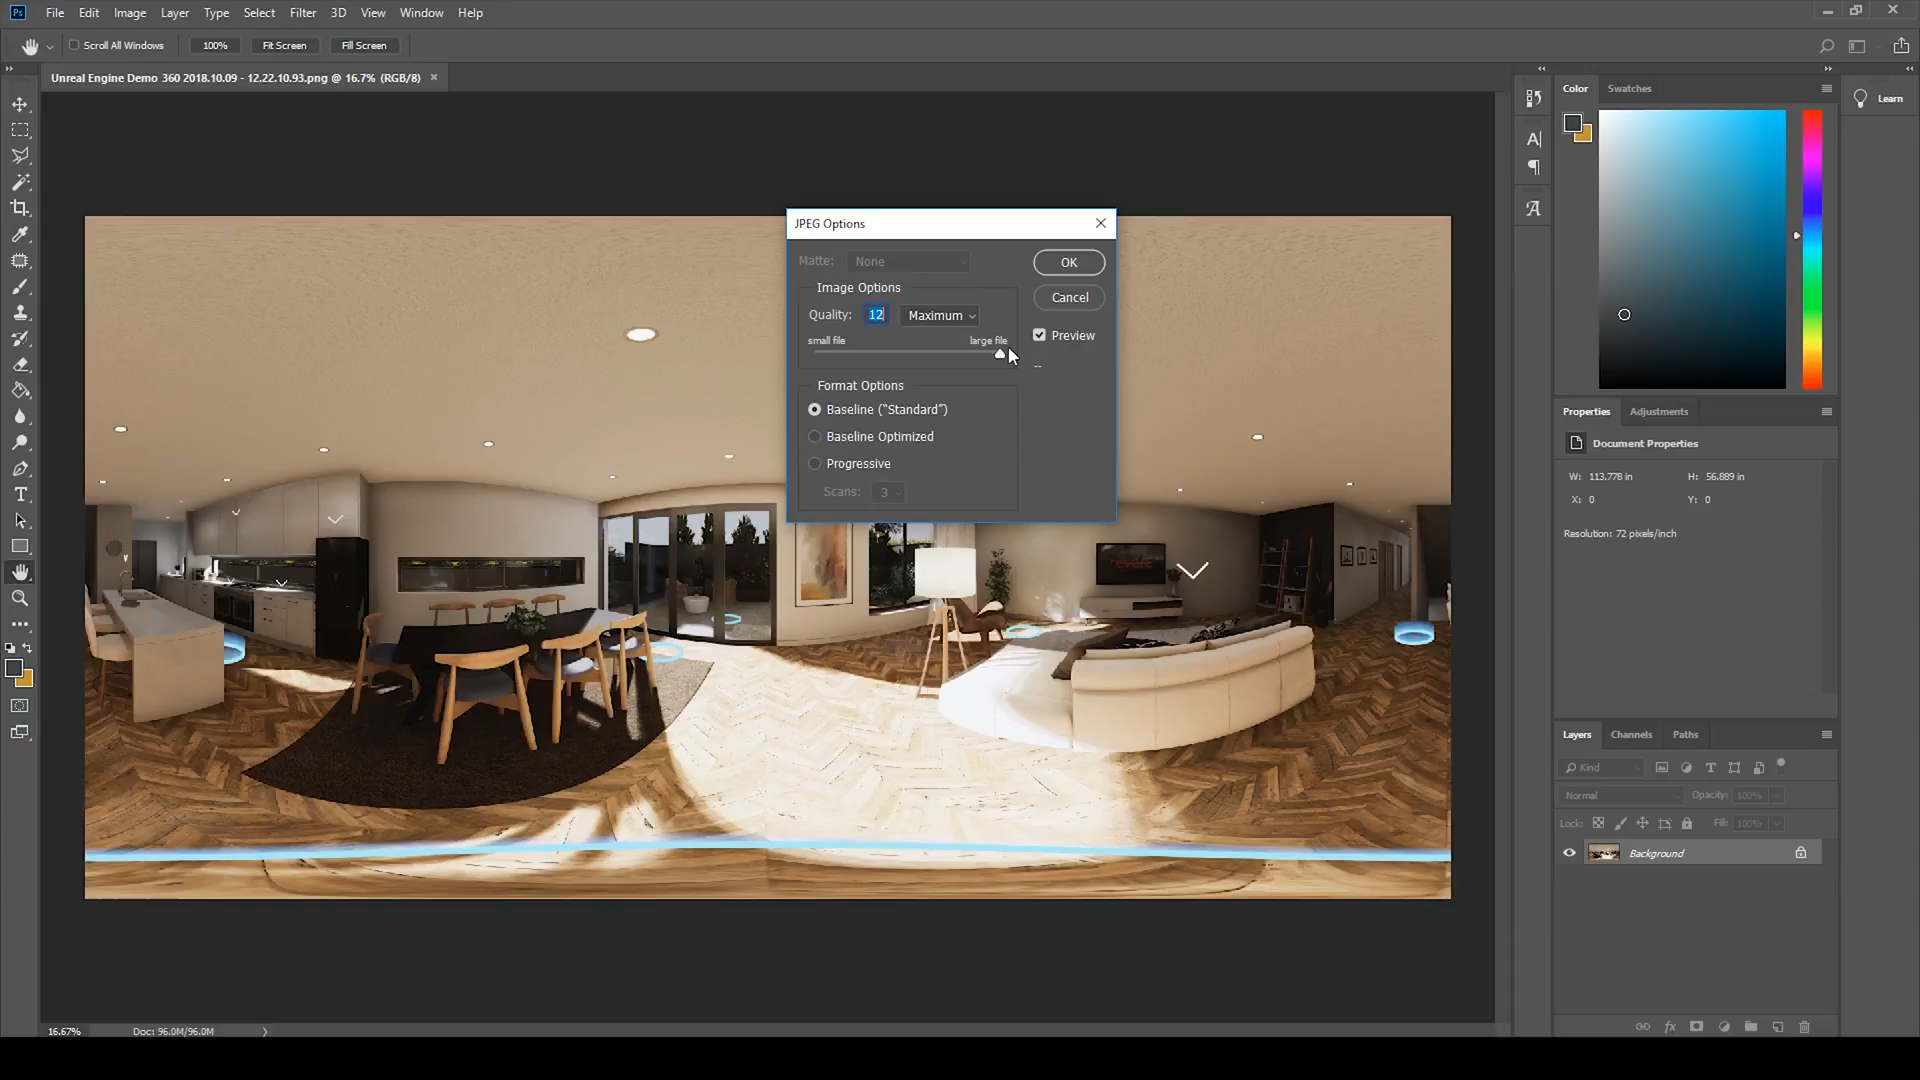 Ps File Edit Image Layer Type Select Filter 3D View Window Help
Scroll All Windows 100% Fit Screen Fill Screen
Unreal Engine Demo 360 2018.10.09 - 12.22.10.93.png @ 16.7% (RGB/8) ×
Color Swatches
Learn
JPEG Options
Matte: None
OK
Image Options
Cancel
Quality: 12 Maximum
Preview
small file large file
--
Format Options
Baseline (“Standard”)
Baseline Optimized
Progressive
Scans: 3
Properties Adjustments
Document Properties
W: 113.778 in H: 56.889 in
X: 0 Y: 0
Resolution: 72 pixels/inch
Layers Channels Paths
Kind
Normal Opacity: 100%
Lock: Fill: 100%
Background
fx
16.67% Doc: 96.0M/96.0M